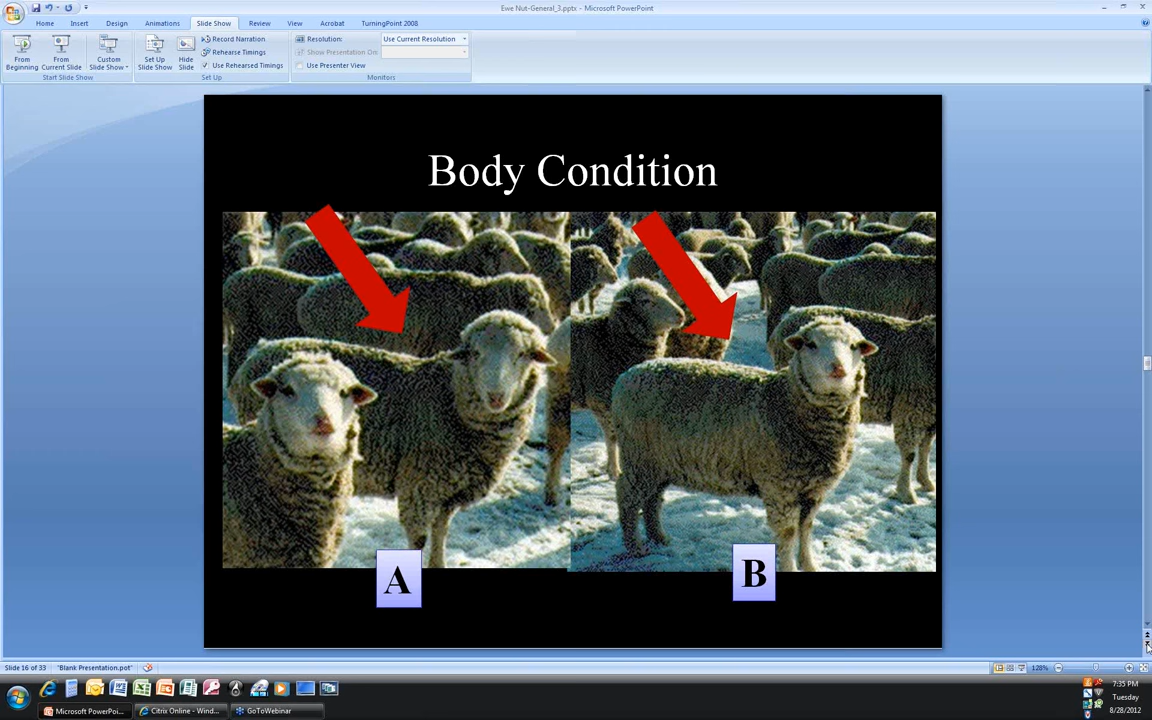 Ewe Nut-General_3.pptx - Microsoft PowerPoint
Home Insert Design Animations Slide Show Review View Acrobat TurningPoint 2008
From Beginning
From Current Slide
Custom Slide Show
Start Slide Show
Set Up Slide Show
Hide Slide
Record Narration
Rehearse Timings
Use Rehearsed Timings
Set Up
Resolution: Use Current Resolution
Show Presentation On:
Use Presenter View
Monitors
Body Condition
A
B
Slide 16 of 33 "Blank Presentation.pot" 128%
Microsoft PowerPoi... Citrix Online - Wind... GoToWebinar
7:35 PM
Tuesday
8/28/2012